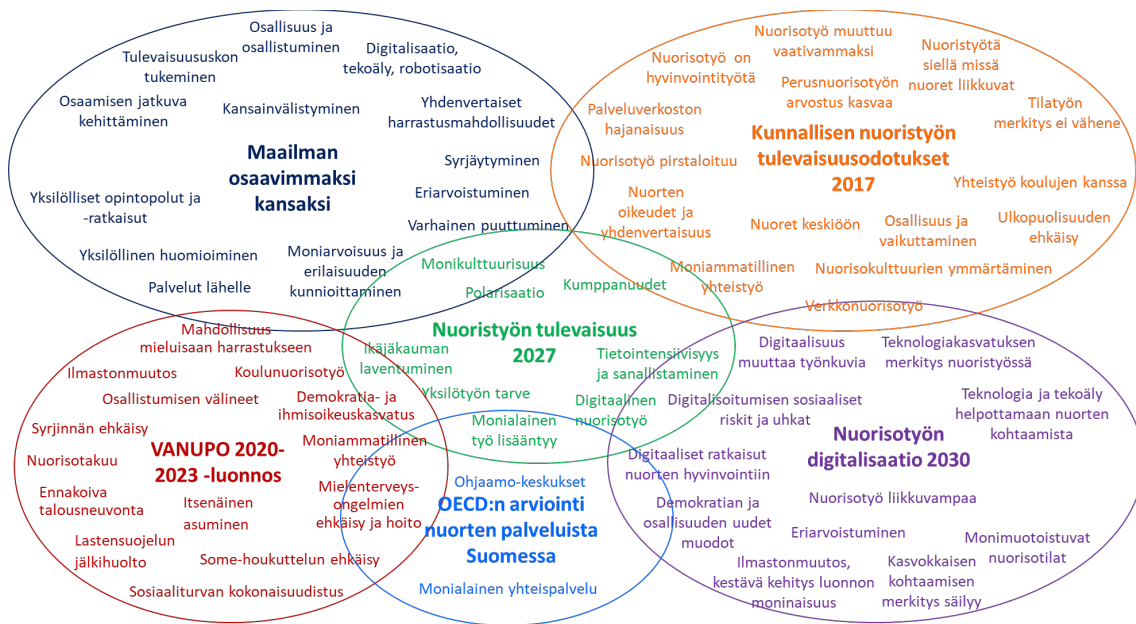 Osallisuus ja
osallistuminen
Tulevaisuususkon
tukeminen
Digitalisaatio,
tekoäly, robotisaatio
Osaamisen jatkuva
kehittäminen
Kansainvälistyminen
Yhdenvertaiset
harrastusmahdollisuudet
Maailman
osaavimmaksi
kansaksi
Syrjäytyminen
Eriarvoistuminen
Yksilölliset opintopolut ja
-ratkaisut
Varhainen puuttuminen
Yksilöllinen huomioiminen
Moniarvoisuus ja
erilaisuuden
kunnioittaminen
Palvelut lähelle
Nuorisotyö muuttuu
vaativammaksi
Nuorisotyö on
hyvinvointityötä
Nuoristyötä
siellä missä
nuoret liikkuvat
Perusnuorisotyön
arvostus kasvaa
Palveluverkoston
hajanaisuus
Tilatyön
merkitys ei vähene
Kunnallisen nuoristyön
tulevaisuusodotukset
2017
Nuorisotyö pirstaloituu
Yhteistyö koulujen kanssa
Nuorten
oikeudet ja
yhdenvertaisuus
Nuoret keskiöön
Osallisuus ja
vaikuttaminen
Ulkopuolisuuden
ehkäisy
Moniammatillinen
yhteistyö
Nuorisokulttuurien ymmärtäminen
Verkkonuorisotyö
Monikulttuurisuus
Polarisaatio
Kumppanuudet
Nuoristyön tulevaisuus
2027
Ikäjäkauman
laventuminen
Tietointensiivisyys
ja sanallistaminen
Yksilötyön tarve
Digitaalinen
nuorisotyö
Monialainen
työ lisääntyy
Mahdollisuus
mieluisaan harrastukseen
Ilmastonmuutos
Koulunuorisotyö
Osallistumisen välineet
Demokratia- ja
ihmisoikeuskasvatus
Syrjinnän ehkäisy
VANUPO 2020-
2023 -luonnos
Moniammatillinen
yhteistyö
Nuorisotakuu
Ennakoiva
talousneuvonta
Itsenäinen
asuminen
Mielenterveys-
ongelmien
ehkäisy ja hoito
Lastensuojelun
jälkihuolto
Some-houkuttelun ehkäisy
Sosiaaliturvan kokonaisuudistus
Ohjaamo-keskukset
OECD:n arviointi
nuorten palveluista
Suomessa
Monialainen yhteispalvelu
Digitaalisuus
muuttaa työnkuvia
Teknologiakasvatuksen
merkitys nuoristyössä
Digitalisoitumisen sosiaaliset
riskit ja uhkat
Teknologia ja tekoäly
helpottamaan nuorten
kohtaamista
Nuorisotyön
digitalisaatio 2030
Digitaaliset ratkaisut
nuorten hyvinvointiin
Nuorisotyö liikkuvampaa
Demokratian ja
osallisuuden uudet
muodot
Eriarvoistuminen
Monimuotoistuvat
nuorisotilat
Ilmastonmuutos,
kestävä kehitys luonnon
moninaisuus
Kasvokkaisen
kohtaamisen
merkitys säilyy